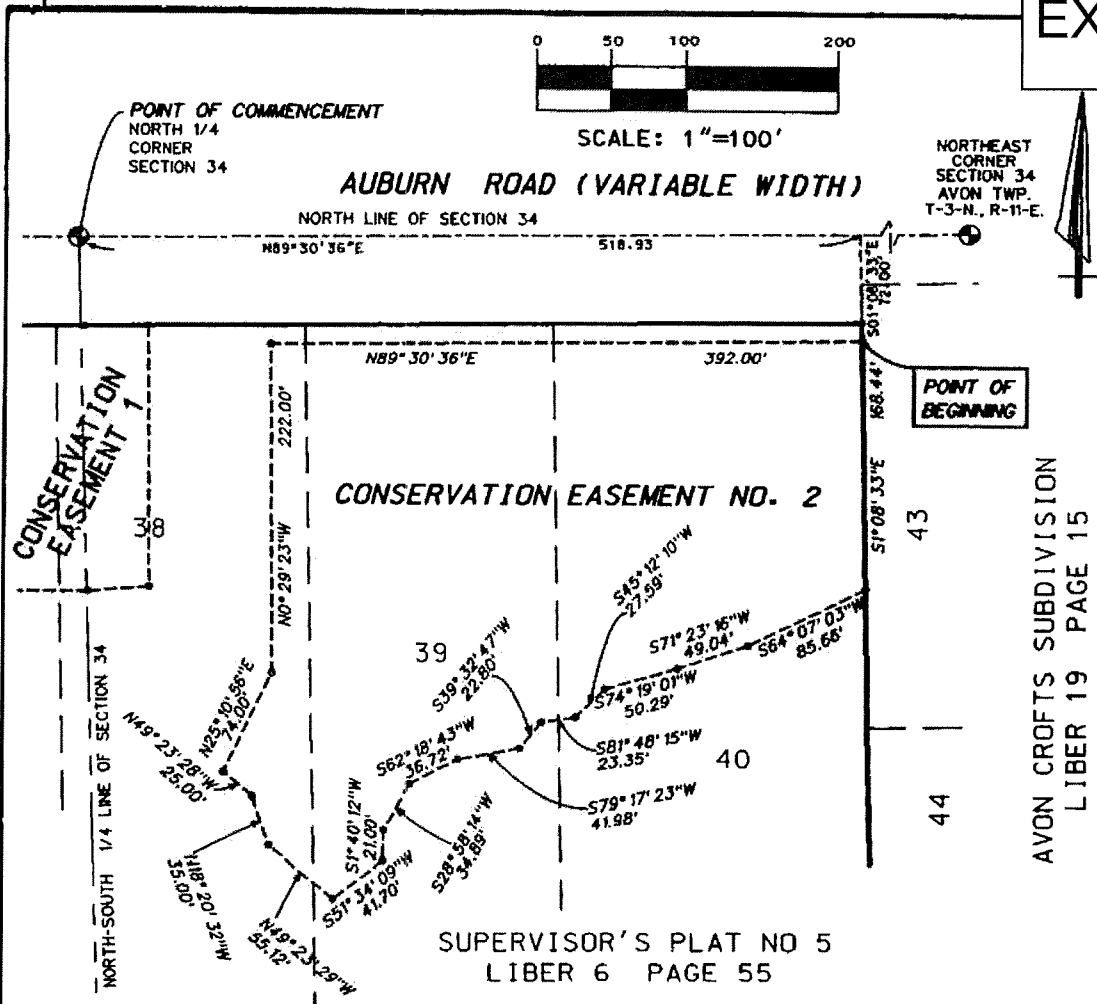 EX
0 50 100 200
SCALE: 1"=100'
POINT OF COMMENCEMENT
NORTH 1/4
CORNER
SECTION 34
NORTHEAST
CORNER
SECTION 34
AVON TWP.
T-3-N., R-11-E.
AUBURN ROAD (VARIABLE WIDTH)
NORTH LINE OF SECTION 34
N89°30'36"E 518.93
S01°08'33"E
72.00'
N89°30'36"E 392.00'
POINT OF
BEGINNING
168.44'
S1°08'33"E
CONSERVATION
EASEMENT 1
222.00'
N0°29'23"W
CONSERVATION EASEMENT NO. 2
38
39
40
43
44
AVON CROFTS SUBDIVISION
LIBER 19 PAGE 15
S45°12'10"W
27.59'
S71°23'16"W
49.04'
S64°07'03"W
85.66'
S74°19'01"W
50.29'
S39°32'47"W
22.80'
S81°48'15"W
23.35'
S62°18'43"W
36.72'
S79°17'23"W
41.98'
S28°58'14"W
34.89'
S1°40'12"W
21.00'
S51°34'09"W
41.70'
N25°10'56"E
74.00'
N49°23'28"W
25.00'
N18°20'32"W
35.00'
N49°23'29"W
55.12'
NORTH-SOUTH 1/4 LINE OF SECTION 34
SUPERVISOR'S PLAT NO 5
LIBER 6 PAGE 55